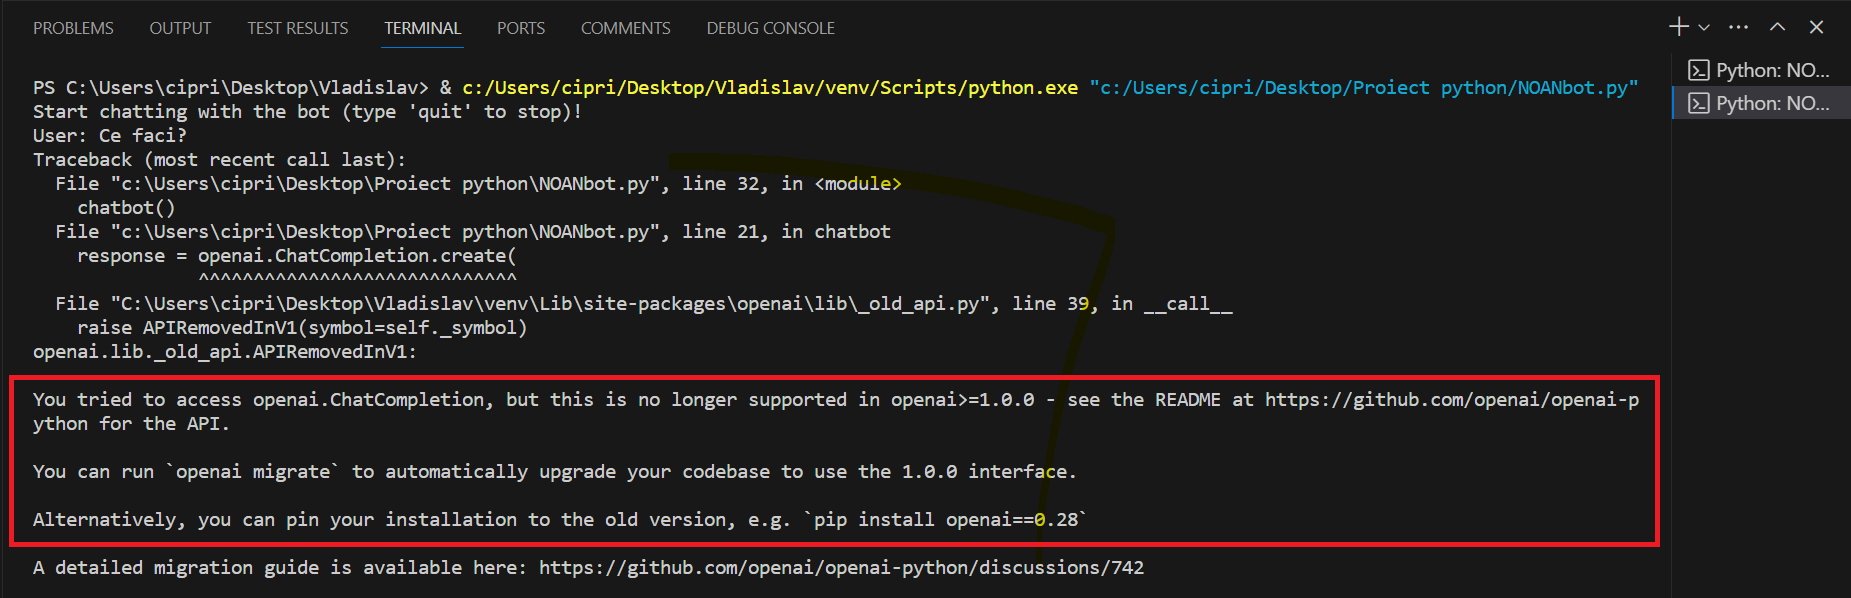 PROBLEMS OUTPUT TEST RESULTS TERMINAL PORTS COMMENTS DEBUG CONSOLE
Python: NO...
Python: NO...
PS C:\Users\cipri\Desktop\Vladislav> & c:/Users/cipri/Desktop/Vladislav/venv/Scripts/python.exe "c:/Users/cipri/Desktop/Proiect python/NOANbot.py"
Start chatting with the bot (type 'quit' to stop)!
User: Ce faci?
Traceback (most recent call last):
  File "c:\Users\cipri\Desktop\Proiect python\NOANbot.py", line 32, in <module>
    chatbot()
  File "c:\Users\cipri\Desktop\Proiect python\NOANbot.py", line 21, in chatbot
    response = openai.ChatCompletion.create(
               ^^^^^^^^^^^^^^^^^^^^^^^^^^^^^
  File "C:\Users\cipri\Desktop\Vladislav\venv\Lib\site-packages\openai\lib\_old_api.py", line 39, in __call__
    raise APIRemovedInV1(symbol=self._symbol)
openai.lib._old_api.APIRemovedInV1:
You tried to access openai.ChatCompletion, but this is no longer supported in openai>=1.0.0 - see the README at https://github.com/openai/openai-p
ython for the API.
You can run `openai migrate` to automatically upgrade your codebase to use the 1.0.0 interface.
Alternatively, you can pin your installation to the old version, e.g. `pip install openai==0.28`
A detailed migration guide is available here: https://github.com/openai/openai-python/discussions/742